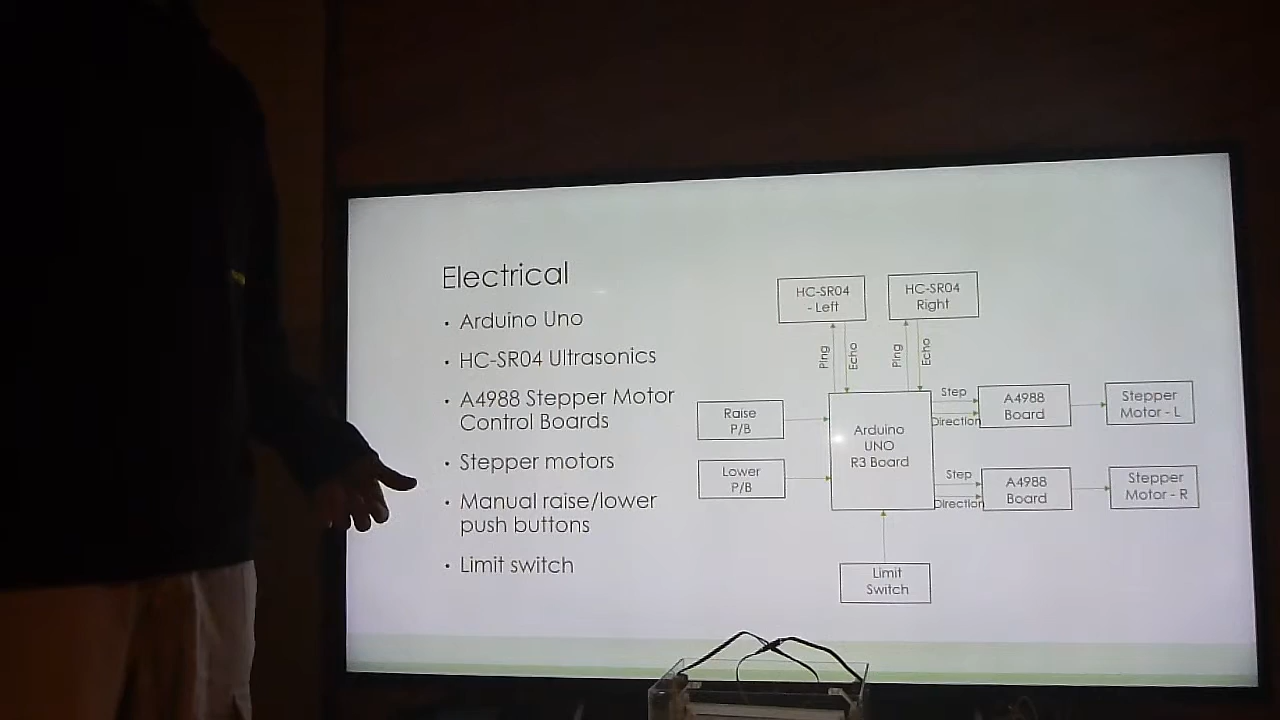 Electrical
• Arduino Uno
• HC-SR04 Ultrasonics
• A4988 Stepper Motor
Control Boards
• Stepper motors
• Manual raise/lower
push buttons
• Limit switch
HC-SR04
- Left
HC-SR04
Right
Ping
Echo
Ping
Echo
Raise
P/B
Lower
P/B
Arduino
UNO
R3 Board
Step
Direction
A4988
Board
Stepper
Motor - L
Step
Direction
A4988
Board
Stepper
Motor - R
Limit
Switch